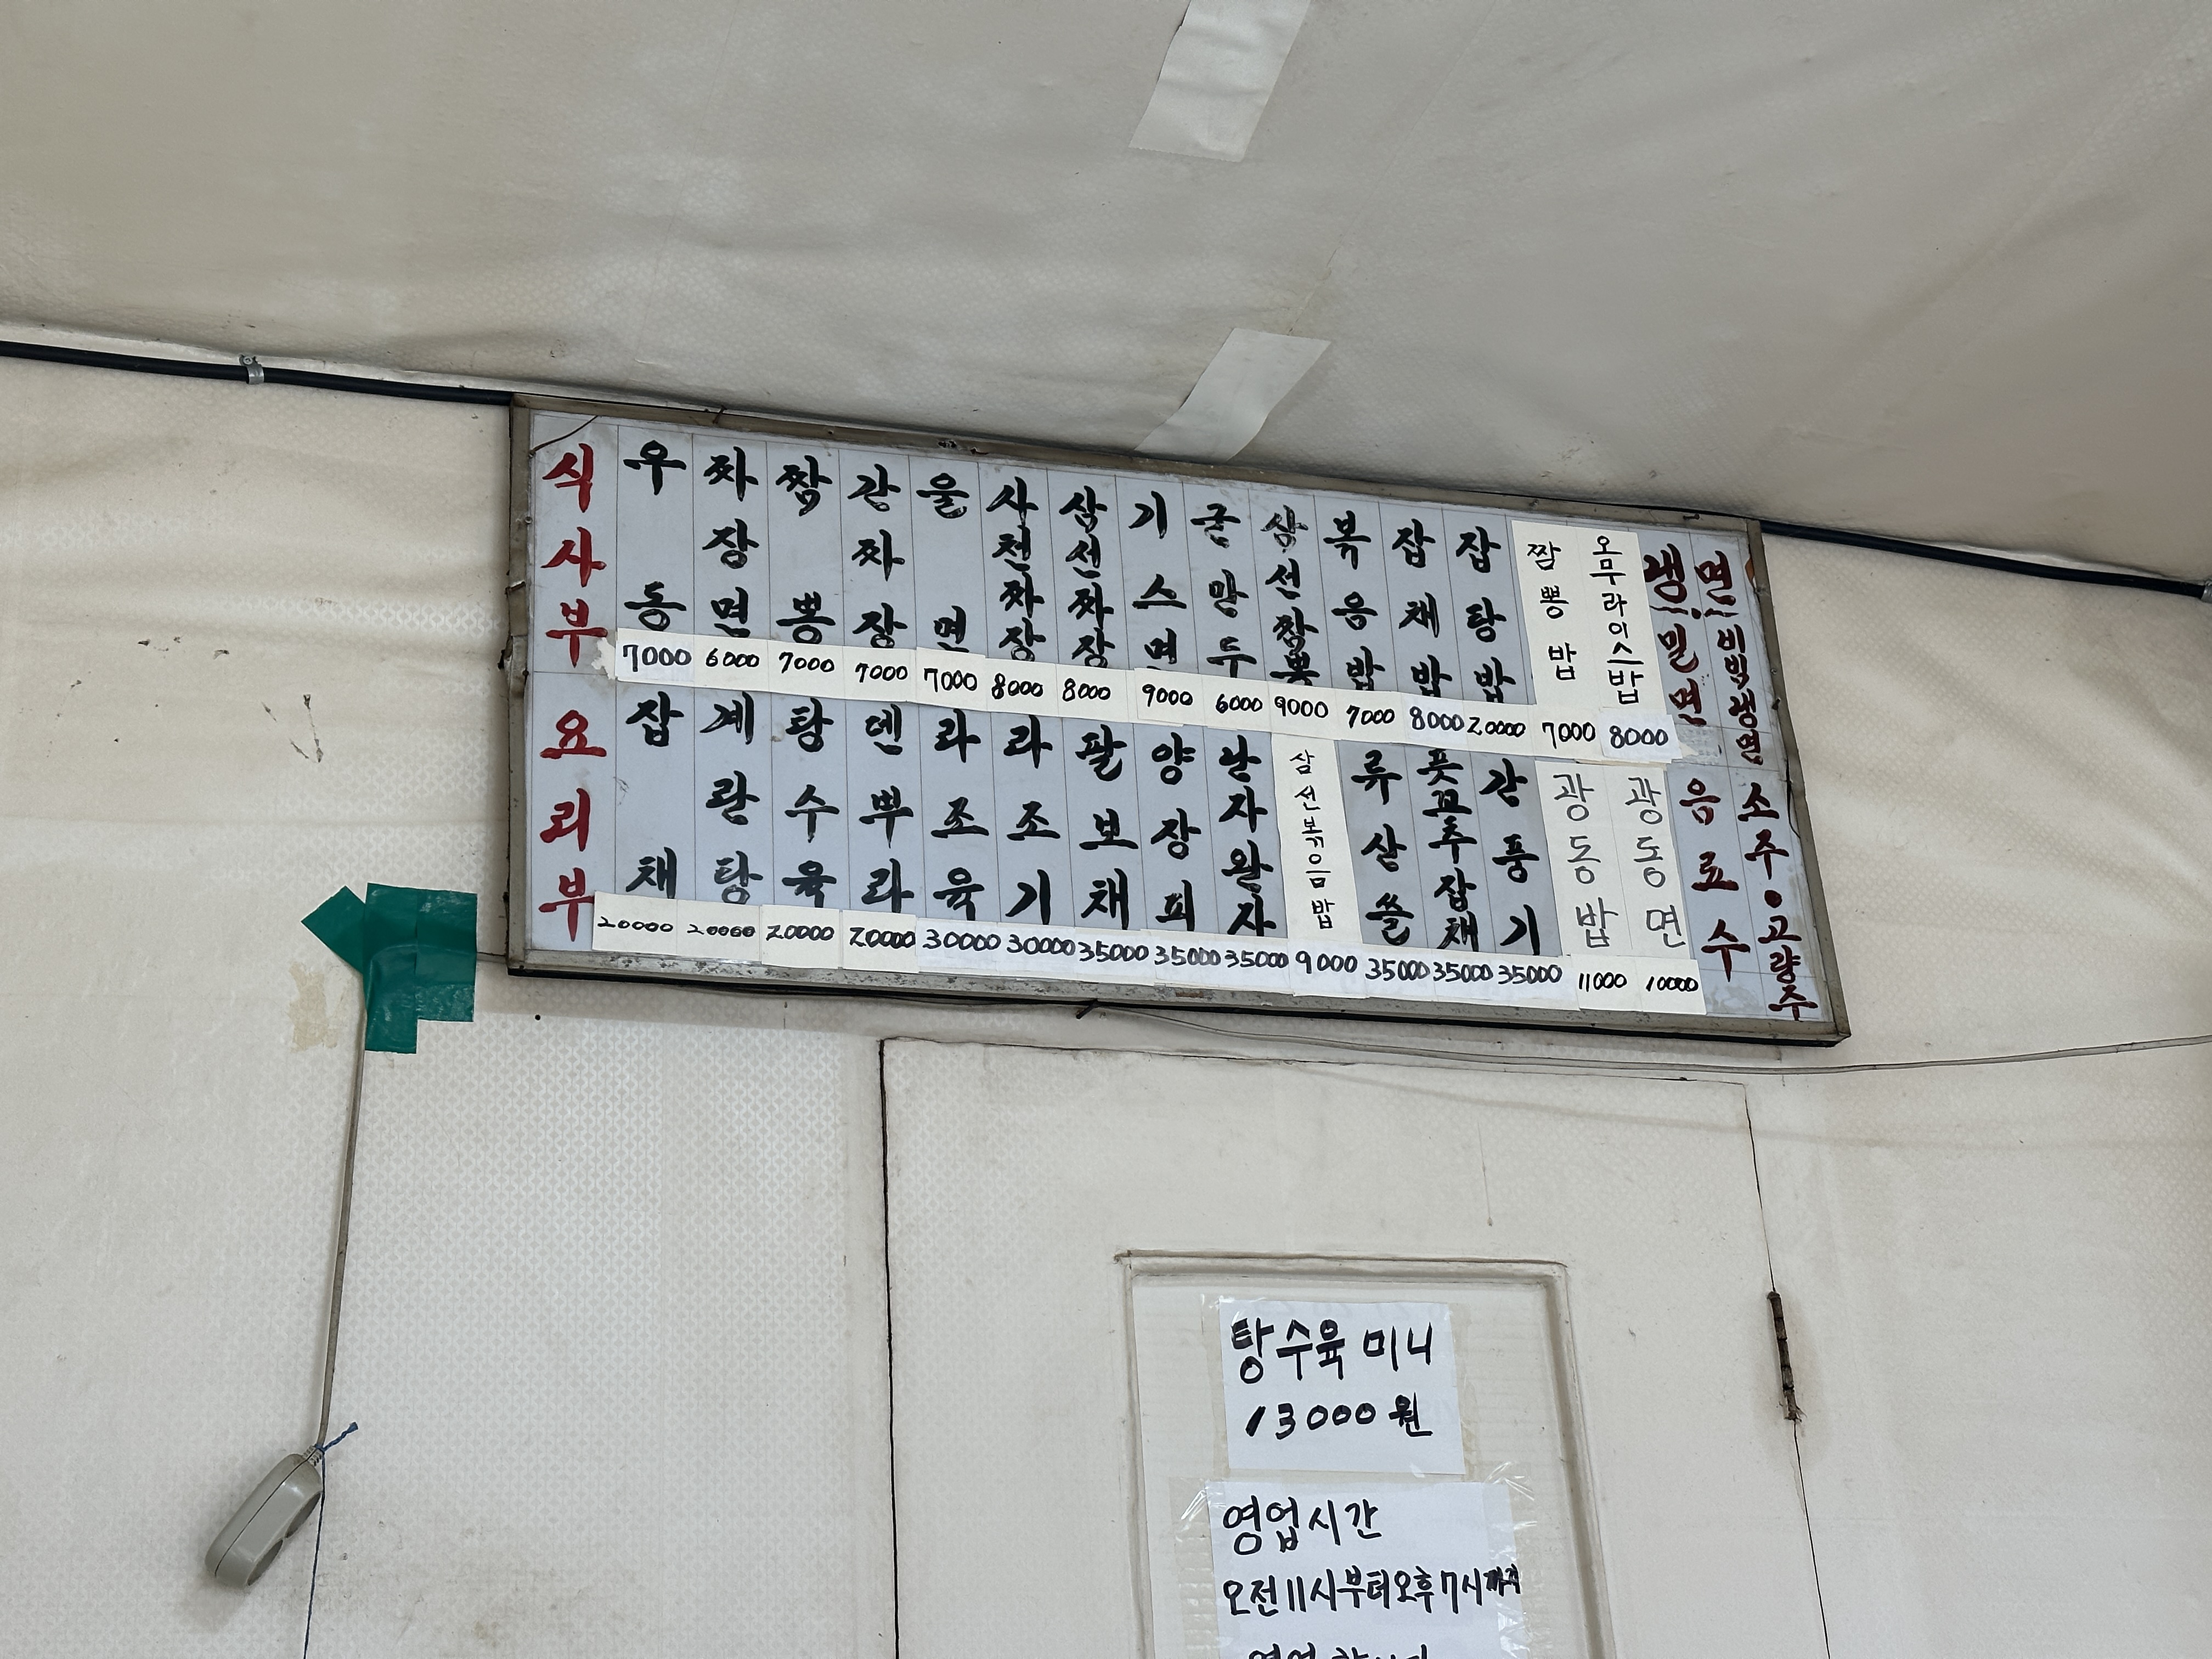 식사부
우동 7000
짜장면 6000
짬뽕 7000
간짜장 7000
울면 7000
사천짜장 8000
삼선짜장 8000
기스면 9000
군만두 6000
삼선짬뽕 9000
볶음밥 7000
잡채밥 8000
잡탕밥 20000
짬뽕밥 7000
오무라이스밥 8000
냉면
밀면
비빔냉면
요리부
잡채 20000
계란탕 20000
탕수육 20000
덴뿌라 20000
라조육 30000
라조기 30000
팔보채 35000
양장피 35000
난자완자 35000
삼선볶음밥 9000
류상슬 35000
풋고추잡채 35000
깐풍기 35000
광동밥 11000
광동면 10000
음료수
소주•고량주
탕수육 미니
13000원
영업시간
오전11시부터오후7시까지